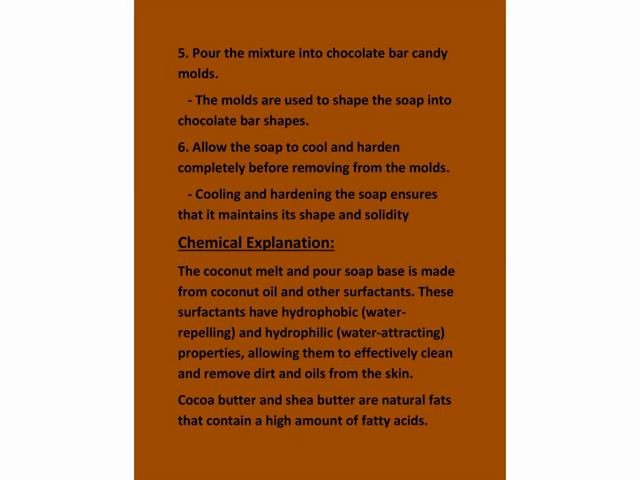 5. Pour the mixture into chocolate bar candy
molds.
- The molds are used to shape the soap into
chocolate bar shapes.
6. Allow the soap to cool and harden
completely before removing from the molds.
- Cooling and hardening the soap ensures
that it maintains its shape and solidity
Chemical Explanation:
The coconut melt and pour soap base is made
from coconut oil and other surfactants. These
surfactants have hydrophobic (water-
repelling) and hydrophilic (water-attracting)
properties, allowing them to effectively clean
and remove dirt and oils from the skin.
Cocoa butter and shea butter are natural fats
that contain a high amount of fatty acids.